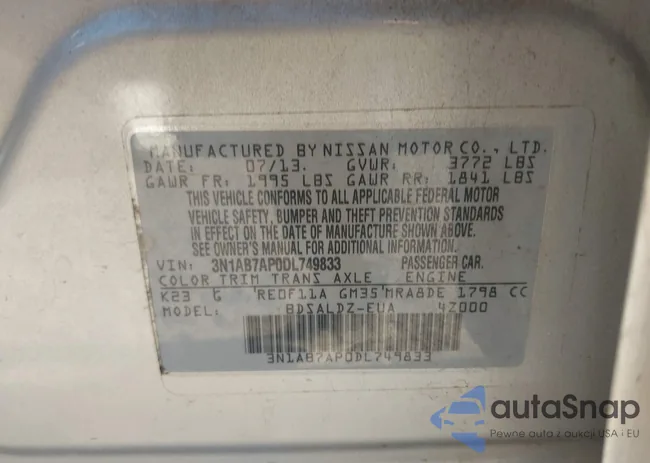 MANUFACTURED BY NISSAN MOTOR CO., LTD.
DATE: 07/13. GVWR: 3772 LBS
GAWR FR: 1995 LBS GAWR RR: 1841 LBS
THIS VEHICLE CONFORMS TO ALL APPLICABLE FEDERAL MOTOR
VEHICLE SAFETY, BUMPER AND THEFT PREVENTION STANDARDS
IN EFFECT ON THE DATE OF MANUFACTURE SHOWN ABOVE.
SEE OWNER'S MANUAL FOR ADDITIONAL INFORMATION
VIN: 3N1AB7AP0DL749833 PASSENGER CAR.
COLOR TRIM TRANS AXLE ENGINE
K23 G RE0F11A GM35 MRA8DE 1798 CC
MODEL: BDSALDZ-EUA 4Z000
3N1AB7AP0DL749833
autaSnap
Pewne auta z aukcji USA i EU